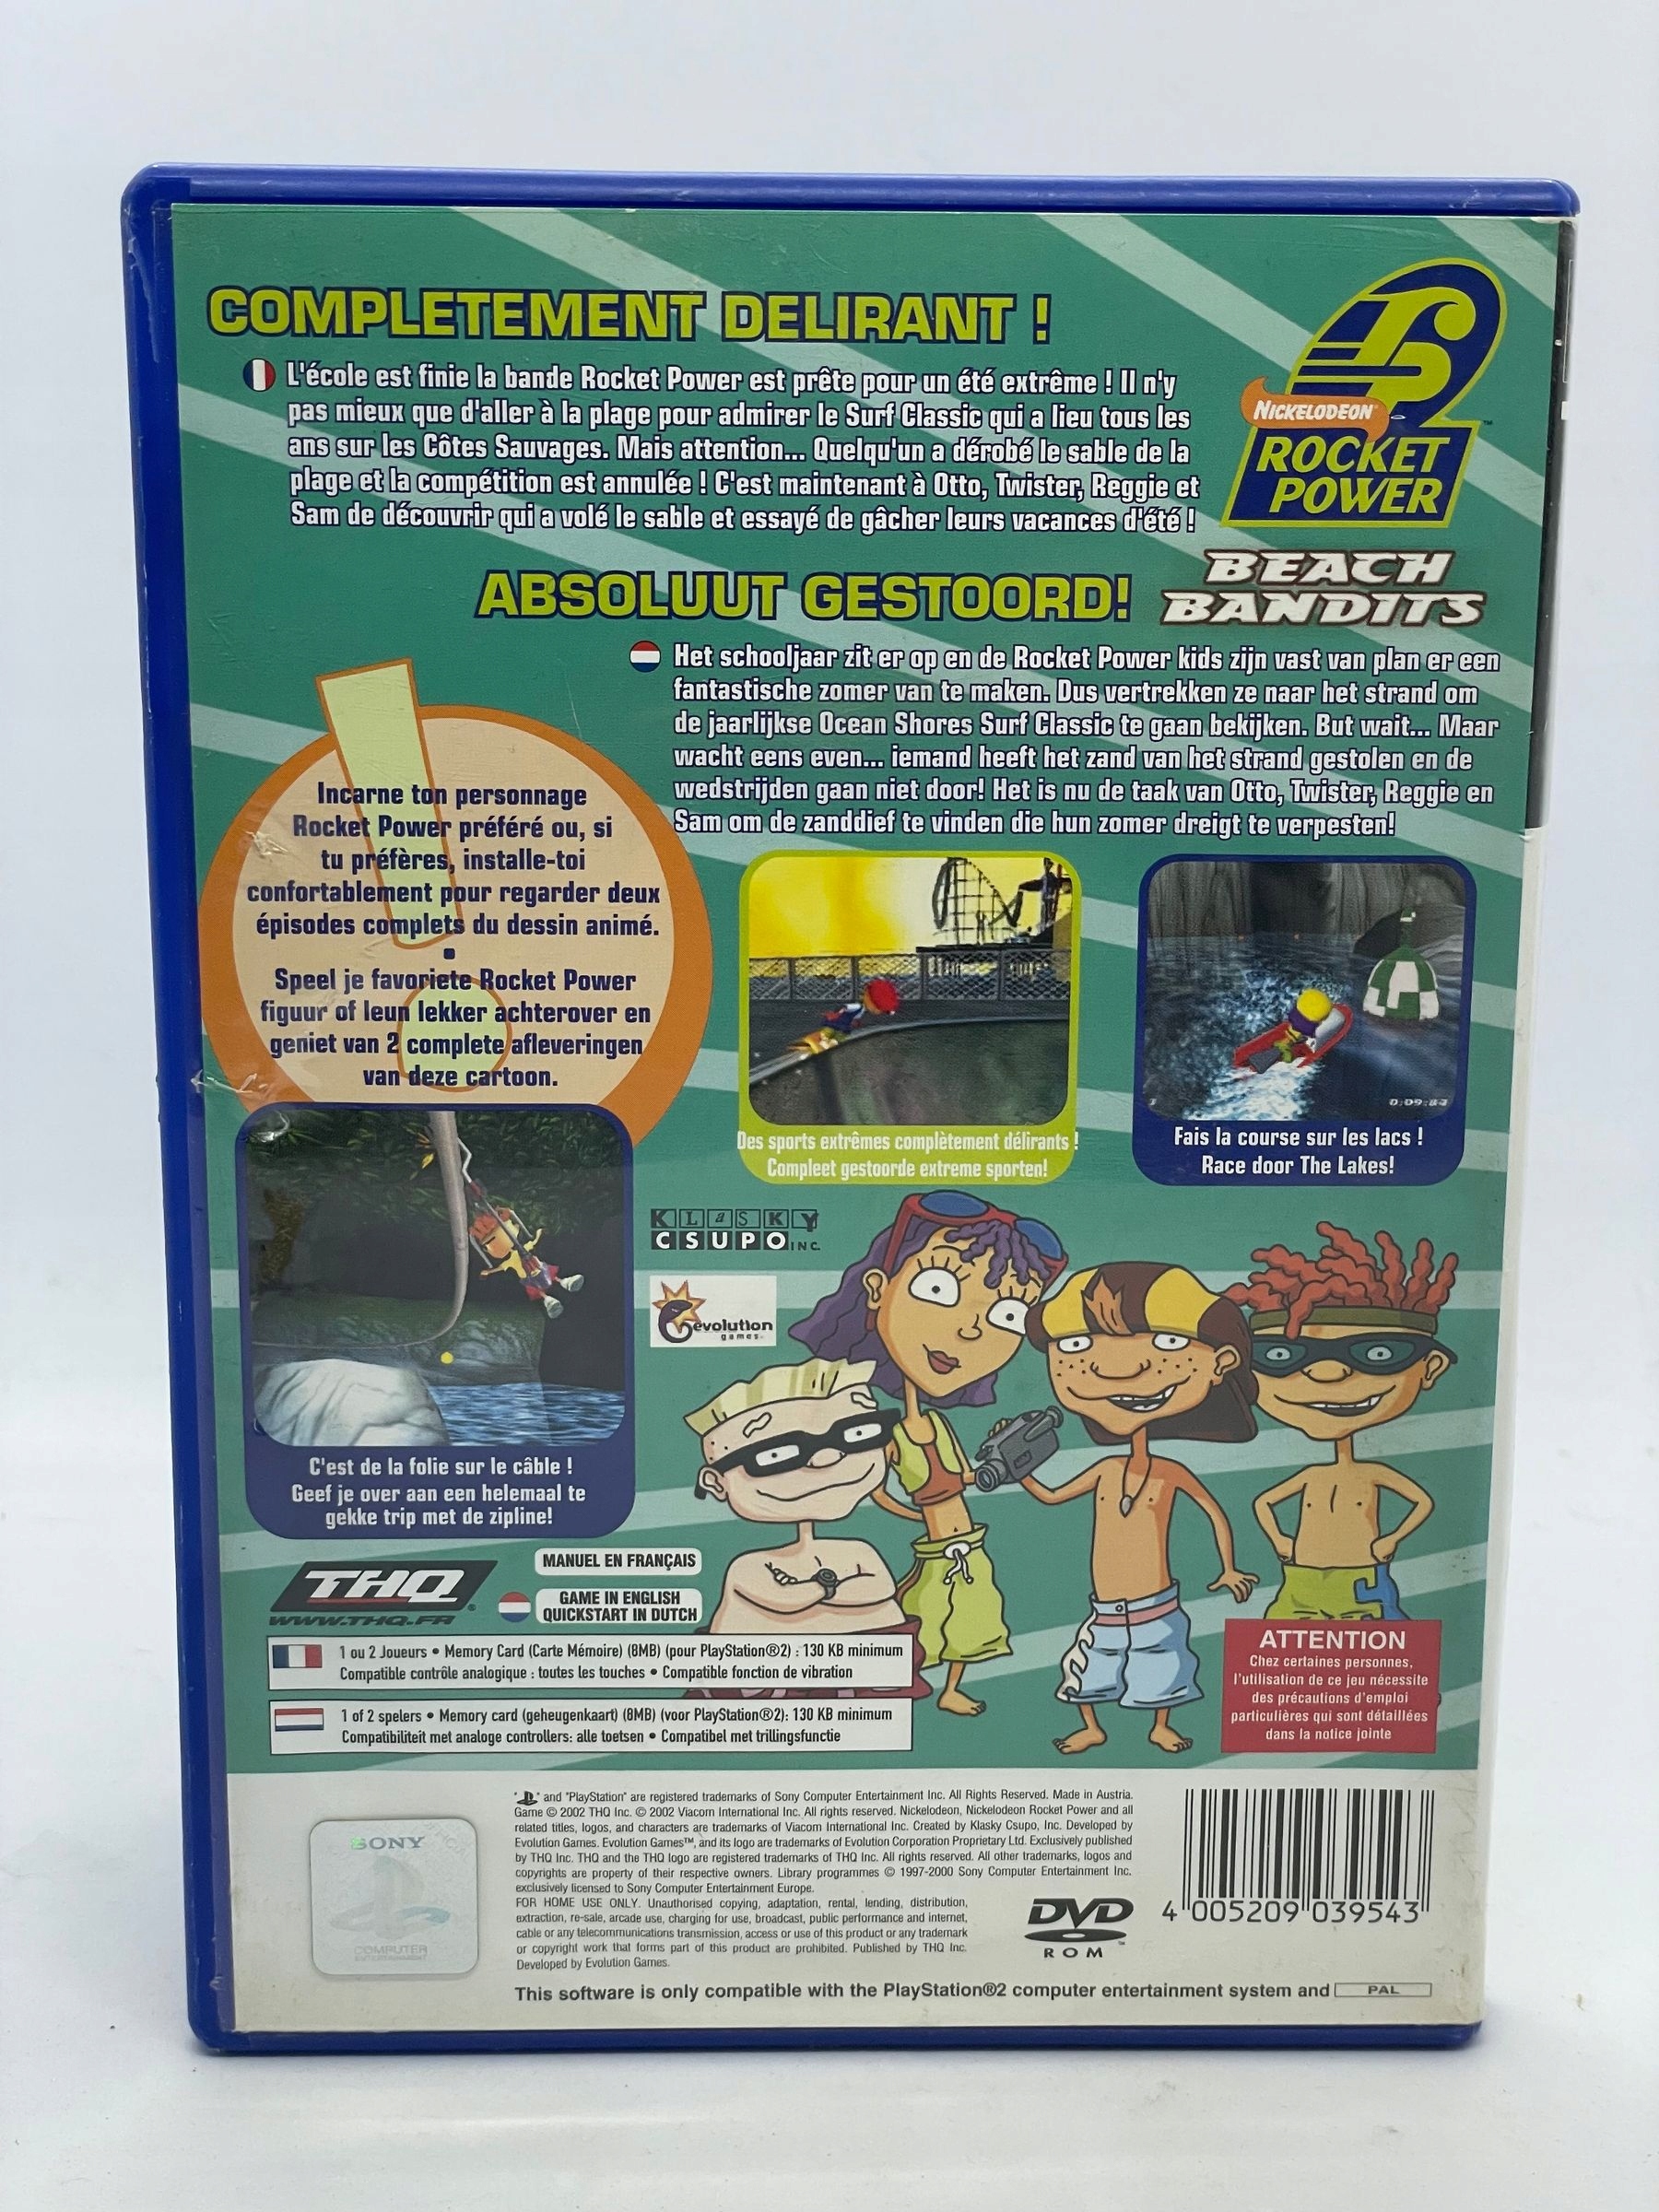 COMPLETEMENT DELIRANT !
L'école est finie la bande Rocket Power est prête pour un été extrême ! Il n'y
pas mieux que d'aller à la plage pour admirer le Surf Classic qui a lieu tous les
ans sur les Côtes Sauvages. Mais attention... Quelqu'un a dérobé le sable de la
plage et la compétition est annulée ! C'est maintenant à Otto, Twister, Reggie et
Sam de découvrir qui a volé le sable et essayé de gâcher leurs vacances d'été !
NICKELODEON
ROCKET
POWER
™
BEACH
BANDITS
ABSOLUUT GESTOORD!
Het schooljaar zit er op en de Rocket Power kids zijn vast van plan er een
fantastische zomer van te maken. Dus vertrekken ze naar het strand om
de jaarlijkse Ocean Shores Surf Classic te gaan bekijken. But wait... Maar
wacht eens even... iemand heeft het zand van het strand gestolen en de
wedstrijden gaan niet door! Het is nu de taak van Otto, Twister, Reggie en
Sam om de zanddief te vinden die hun zomer dreigt te verpesten!
Incarne ton personnage
Rocket Power préféré ou, si
tu préfères, installe-toi
confortablement pour regarder deux
épisodes complets du dessin animé.
Speel je favoriete Rocket Power
figuur of leun lekker achterover en
geniet van 2 complete afleveringen
van deze cartoon.
Des sports extrêmes complètement délirants !
Compleet gestoorde extreme sporten!
Fais la course sur les lacs !
Race door The Lakes!
KLaSKY
CSUPO INC.
evolution
games
C'est de la folie sur le câble !
Geef je over aan een helemaal te
gekke trip met de zipline!
THQ
WWW.THQ.FR
MANUEL EN FRANÇAIS
GAME IN ENGLISH
QUICKSTART IN DUTCH
1 ou 2 Joueurs • Memory Card (Carte Mémoire) (8MB) (pour PlayStation®2) : 130 KB minimum
Compatible contrôle analogique : toutes les touches • Compatible fonction de vibration
1 of 2 spelers • Memory card (geheugenkaart) (8MB) (voor PlayStation®2): 130 KB minimum
Compatibiliteit met analoge controllers: alle toetsen • Compatibel met trillingsfunctie
ATTENTION
Chez certaines personnes,
l'utilisation de ce jeu nécessite
des précautions d'emploi
particulières qui sont détaillées
dans la notice jointe
SONY
COMPUTER
ENTERTAINMENT
" " and "PlayStation" are registered trademarks of Sony Computer Entertainment Inc. All Rights Reserved. Made in Austria.
Game © 2002 THQ Inc. © 2002 Viacom International Inc. All rights reserved. Nickelodeon, Nickelodeon Rocket Power and all
related titles, logos, and characters are trademarks of Viacom International Inc. Created by Klasky Csupo, Inc. Developed by
Evolution Games. Evolution Games™, and its logo are trademarks of Evolution Corporation Proprietary Ltd. Exclusively published
by THQ Inc. THQ and the THQ logo are registered trademarks of THQ Inc. All rights reserved. All other trademarks, logos and
copyrights are property of their respective owners. Library programmes © 1997-2000 Sony Computer Entertainment Inc.
exclusively licensed to Sony Computer Entertainment Europe.
FOR HOME USE ONLY. Unauthorised copying, adaptation, rental, lending, distribution,
extraction, re-sale, arcade use, charging for use, broadcast, public performance and internet,
cable or any telecommunications transmission, access or use of this product or any trademark
or copyright work that forms part of this product are prohibited. Published by THQ Inc.
Developed by Evolution Games.
DVD
ROM
4 005209 039543
This software is only compatible with the PlayStation®2 computer entertainment system and PAL